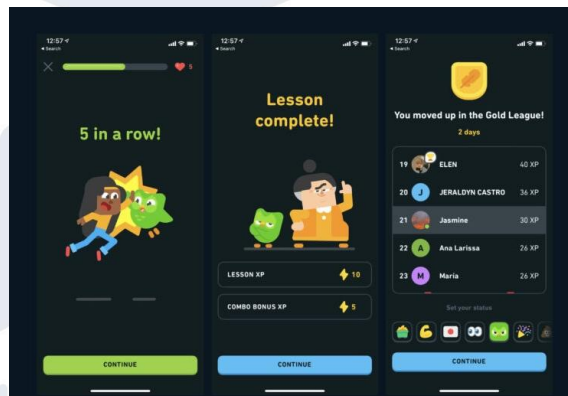 12:57
Search
5
5 in a row!
CONTINUE
12:57
Search
Lesson
complete!
LESSON XP 10
COMBO BONUS XP 5
CONTINUE
12:57
Search
You moved up in the Gold League!
2 days
19 ELEN 40 XP
20 J JERALDYN CASTRO 36 XP
21 Jasmine 30 XP
22 A Ana Larissa 26 XP
23 M Maria 26 XP
Set your status
CONTINUE